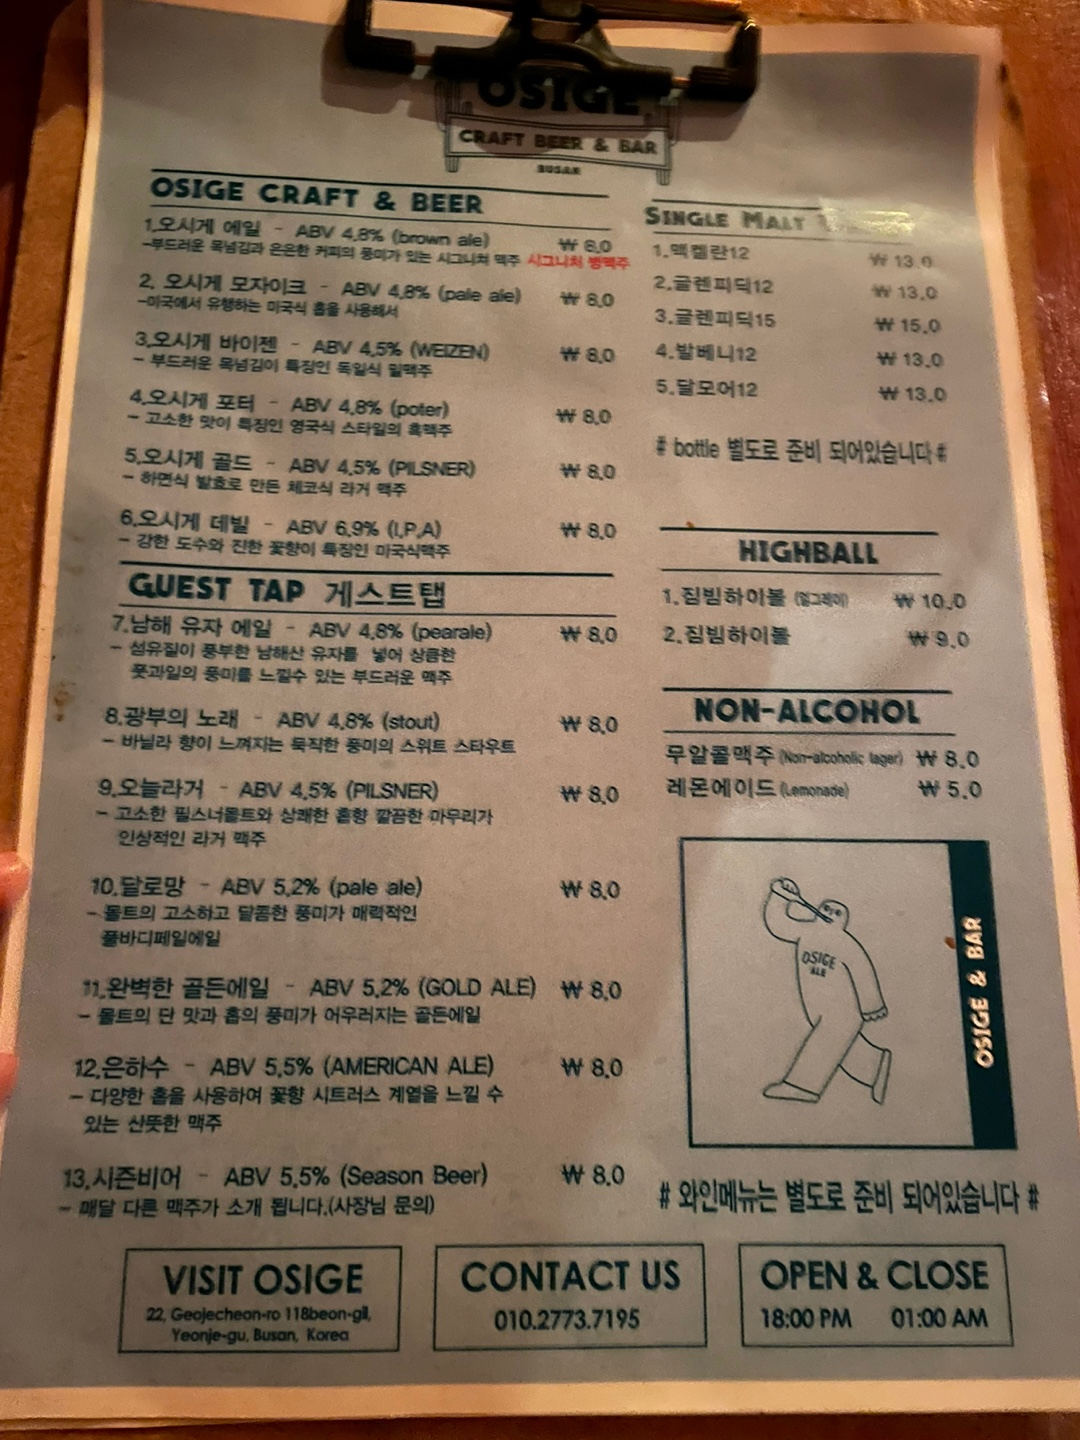 OSIGE
CRAFT BEER & BAR
BUSAN
OSIGE CRAFT & BEER
1.오시게 에일 - ABV 4.8% (brown ale) ₩ 8.0
-부드러운 목넘김과 은은한 커피의 풍미가 있는 시그니쳐 맥주 시그니처 병맥주
2. 오시게 모자이크 - ABV 4.8% (pale ale) ₩ 8.0
-미국에서 유행하는 미국식 홉을 사용해서
3.오시게 바이젠 - ABV 4.5% (WEIZEN) ₩ 8.0
- 부드러운 목넘김이 특징인 독일식 밀맥주
4.오시게 포터 - ABV 4.8% (poter) ₩ 8.0
- 고소한 맛이 특징인 영국식 스타일의 흑맥주
5.오시게 골드 - ABV 4.5% (PILSNER) ₩ 8.0
- 하면식 발효로 만든 체코식 라거 맥주
6.오시게 데빌 - ABV 6.9% (I.P.A) ₩ 8.0
- 강한 도수와 진한 꽃향이 특징인 미국식맥주
GUEST TAP 게스트탭
7.남해 유자 에일 - ABV 4.8% (pearale) ₩ 8.0
- 섬유질이 풍부한 남해산 유자를 넣어 상큼한
풋과일의 풍미를 느낄수 있는 부드러운 맥주
8.광부의 노래 - ABV 4.8% (stout) ₩ 8.0
- 바닐라 향이 느껴지는 묵직한 풍미의 스위트 스타우트
9.오늘라거 - ABV 4.5% (PILSNER) ₩ 8.0
- 고소한 필스너몰트와 상쾌한 홉향 깔끔한 마무리가
인상적인 라거 맥주
10.달로망 - ABV 5.2% (pale ale) ₩ 8.0
- 몰트의 고소하고 달콤한 풍미가 매력적인
풀바디페일에일
11.완벽한 골든에일 - ABV 5.2% (GOLD ALE) ₩ 8.0
- 몰트의 단 맛과 홉의 풍미가 어우러지는 골든에일
12.은하수 - ABV 5.5% (AMERICAN ALE) ₩ 8.0
- 다양한 홉을 사용하여 꽃향 시트러스 계열을 느낄 수
있는 산뜻한 맥주
13.시즌비어 - ABV 5.5% (Season Beer) ₩ 8.0
- 매달 다른 맥주가 소개 됩니다.(사장님 문의)
SINGLE MALT
1.맥켈란12 ₩ 13.0
2.글렌피딕12 ₩ 13.0
3.글렌피딕15 ₩ 15.0
4.발베니12 ₩ 13.0
5.달모어12 ₩ 13.0
# bottle 별도로 준비 되어있습니다 #
HIGHBALL
1.짐빔하이볼 (얼그레이) ₩ 10.0
2.짐빔하이볼 ₩ 9.0
NON-ALCOHOL
무알콜맥주 (Non-alcoholic lager) ₩ 8.0
레몬에이드 (Lemonade) ₩ 5.0
OSIGE
ALE
OSIGE & BAR
# 와인메뉴는 별도로 준비 되어있습니다 #
VISIT OSIGE
22, Geojecheon-ro 118beon-gil,
Yeonje-gu, Busan, Korea
CONTACT US
010.2773.7195
OPEN & CLOSE
18:00 PM 01:00 AM